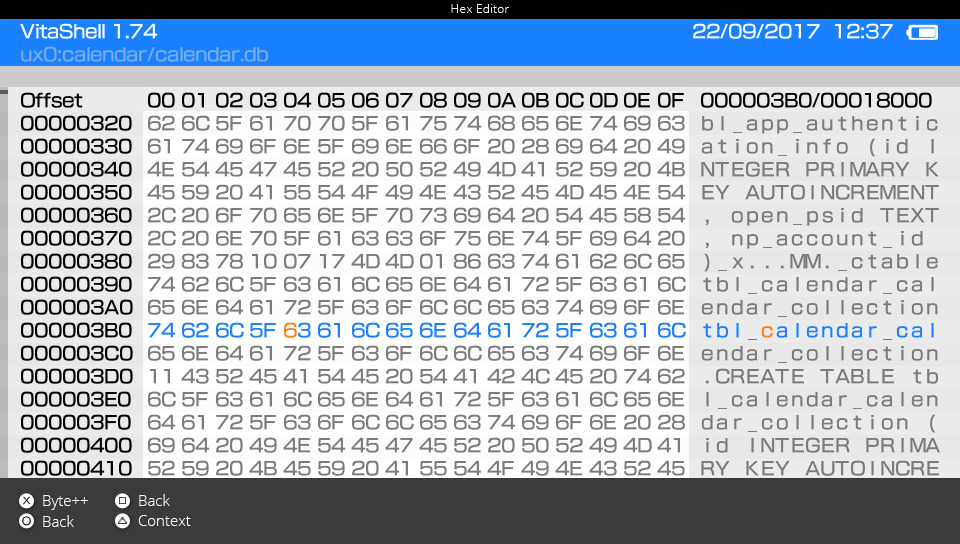 Hex Editor
VitaShell 1.74 22/09/2017 12:37
ux0:calendar/calendar.db
Offset 00 01 02 03 04 05 06 07 08 09 0A 0B 0C 0D 0E 0F 000003B0/00018000
00000320 62 6C 5F 61 70 70 5F 61 75 74 68 65 6E 74 69 63 bl_app_authentic
00000330 61 74 69 6F 6E 5F 69 6E 66 6F 20 28 69 64 20 49 ation_info (id I
00000340 4E 54 45 47 45 52 20 50 52 49 4D 41 52 59 20 4B NTEGER PRIMARY K
00000350 45 59 20 41 55 54 4F 49 4E 43 52 45 4D 45 4E 54 EY AUTOINCREMENT
00000360 2C 20 6F 70 65 6E 5F 70 73 69 64 20 54 45 58 54 , open_psid TEXT
00000370 2C 20 6E 70 5F 61 63 63 6F 75 6E 74 5F 69 64 20 , np_account_id
00000380 29 83 78 10 07 17 4D 4D 01 86 63 74 61 62 6C 65 )_x...MM._ctable
00000390 74 62 6C 5F 63 61 6C 65 6E 64 61 72 5F 63 61 6C tbl_calendar_cal
000003A0 65 6E 64 61 72 5F 63 6F 6C 6C 65 63 74 69 6F 6E endar_collection
000003B0 74 62 6C 5F 63 61 6C 65 6E 64 61 72 5F 63 61 6C tbl_calendar_cal
000003C0 65 6E 64 61 72 5F 63 6F 6C 6C 65 63 74 69 6F 6E endar_collection
000003D0 11 43 52 45 41 54 45 20 54 41 42 4C 45 20 74 62 .CREATE TABLE tb
000003E0 6C 5F 63 61 6C 65 6E 64 61 72 5F 63 61 6C 65 6E l_calendar_calen
000003F0 64 61 72 5F 63 6F 6C 6C 65 63 74 69 6F 6E 20 28 dar_collection (
00000400 69 64 20 49 4E 54 45 47 45 52 20 50 52 49 4D 41 id INTEGER PRIMA
00000410 52 59 20 4B 45 59 20 41 55 54 4F 49 4E 43 52 45 RY KEY AUTOINCRE
X Byte++ Back
Back Context